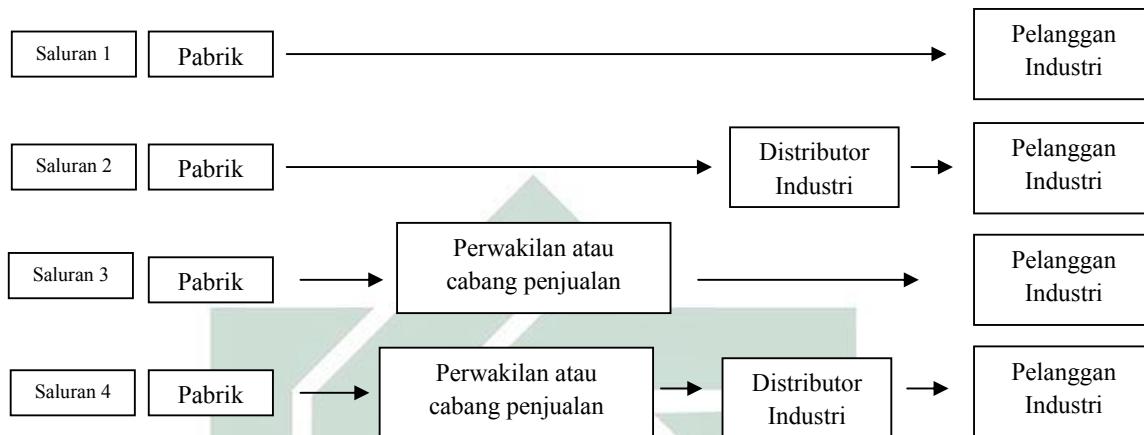 Saluran 1
Pabrik
Pelanggan
Industri
Saluran 2
Pabrik
Distributor
Industri
Pelanggan
Industri
Saluran 3
Pabrik
Perwakilan atau
cabang penjualan
Pelanggan
Industri
Saluran 4
Pabrik
Perwakilan atau
cabang penjualan
Distributor
Industri
Pelanggan
Industri